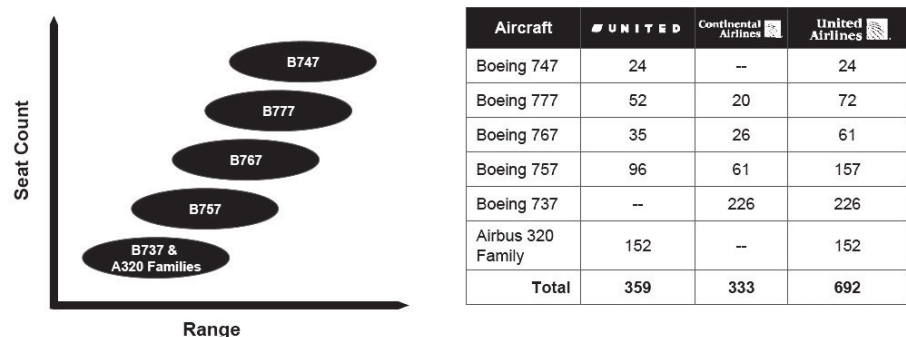 Seat Count
B747
B777
B767
B757
B737 &
A320 Families
Range
Aircraft UNITED Continental Airlines United Airlines
Boeing 747 24 -- 24
Boeing 777 52 20 72
Boeing 767 35 26 61
Boeing 757 96 61 157
Boeing 737 -- 226 226
Airbus 320 Family 152 -- 152
Total 359 333 692